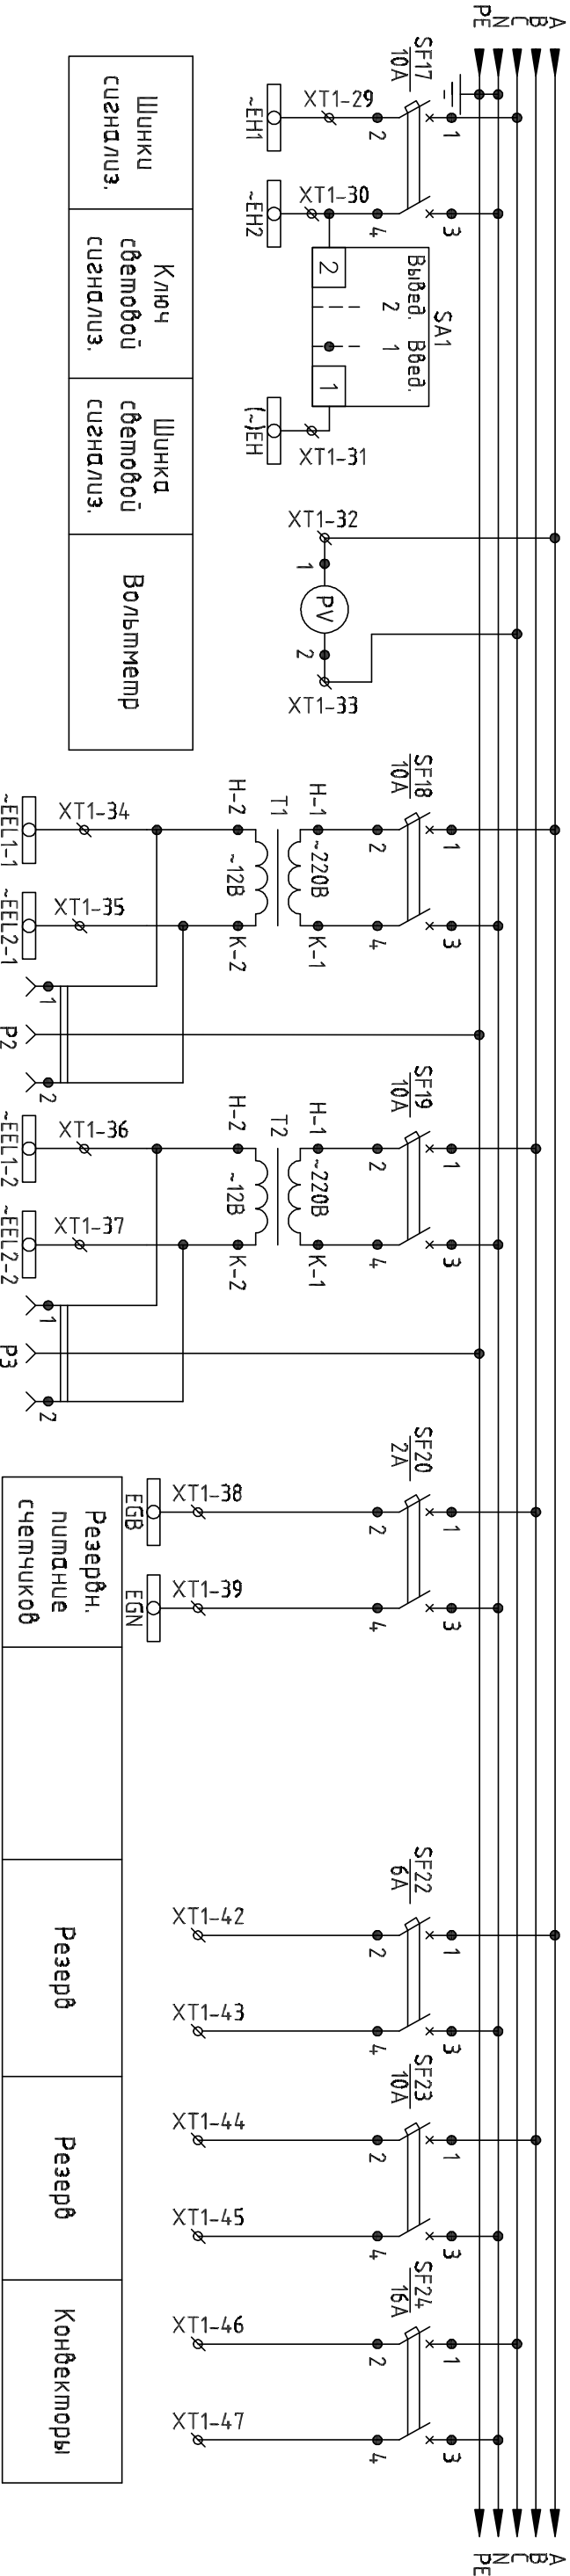 A
B
C
N
PE
SF17
10A
1
2
3
4
XT1-29
~EH1
XT1-30
~EH2
SA1
Вывед. Введ.
2 1
2
1
XT1-31
(~)EH
XT1-32
1
PV
2
XT1-33
Шинки
сигнализ.
Ключ
световой
сигнализ.
Шинка
световой
сигнализ.
Вольтметр
SF18
10A
1
2
3
4
H-1
~220В
K-1
T1
H-2
~12В
K-2
XT1-34
~EEL1-1
XT1-35
~EEL2-1
1
P2
2
SF19
10A
1
2
3
4
H-1
~220В
K-1
T2
H-2
~12В
K-2
XT1-36
~EEL1-2
XT1-37
~EEL2-2
1
P3
2
SF20
2A
1
2
3
4
XT1-38
EGB
XT1-39
EGN
Резервн.
питание
счетчиков
SF22
6A
1
2
3
4
XT1-42
XT1-43
Резерв
SF23
10A
1
2
3
4
XT1-44
XT1-45
Резерв
SF24
16A
1
2
3
4
XT1-46
XT1-47
Конвекторы
A
B
C
N
PE